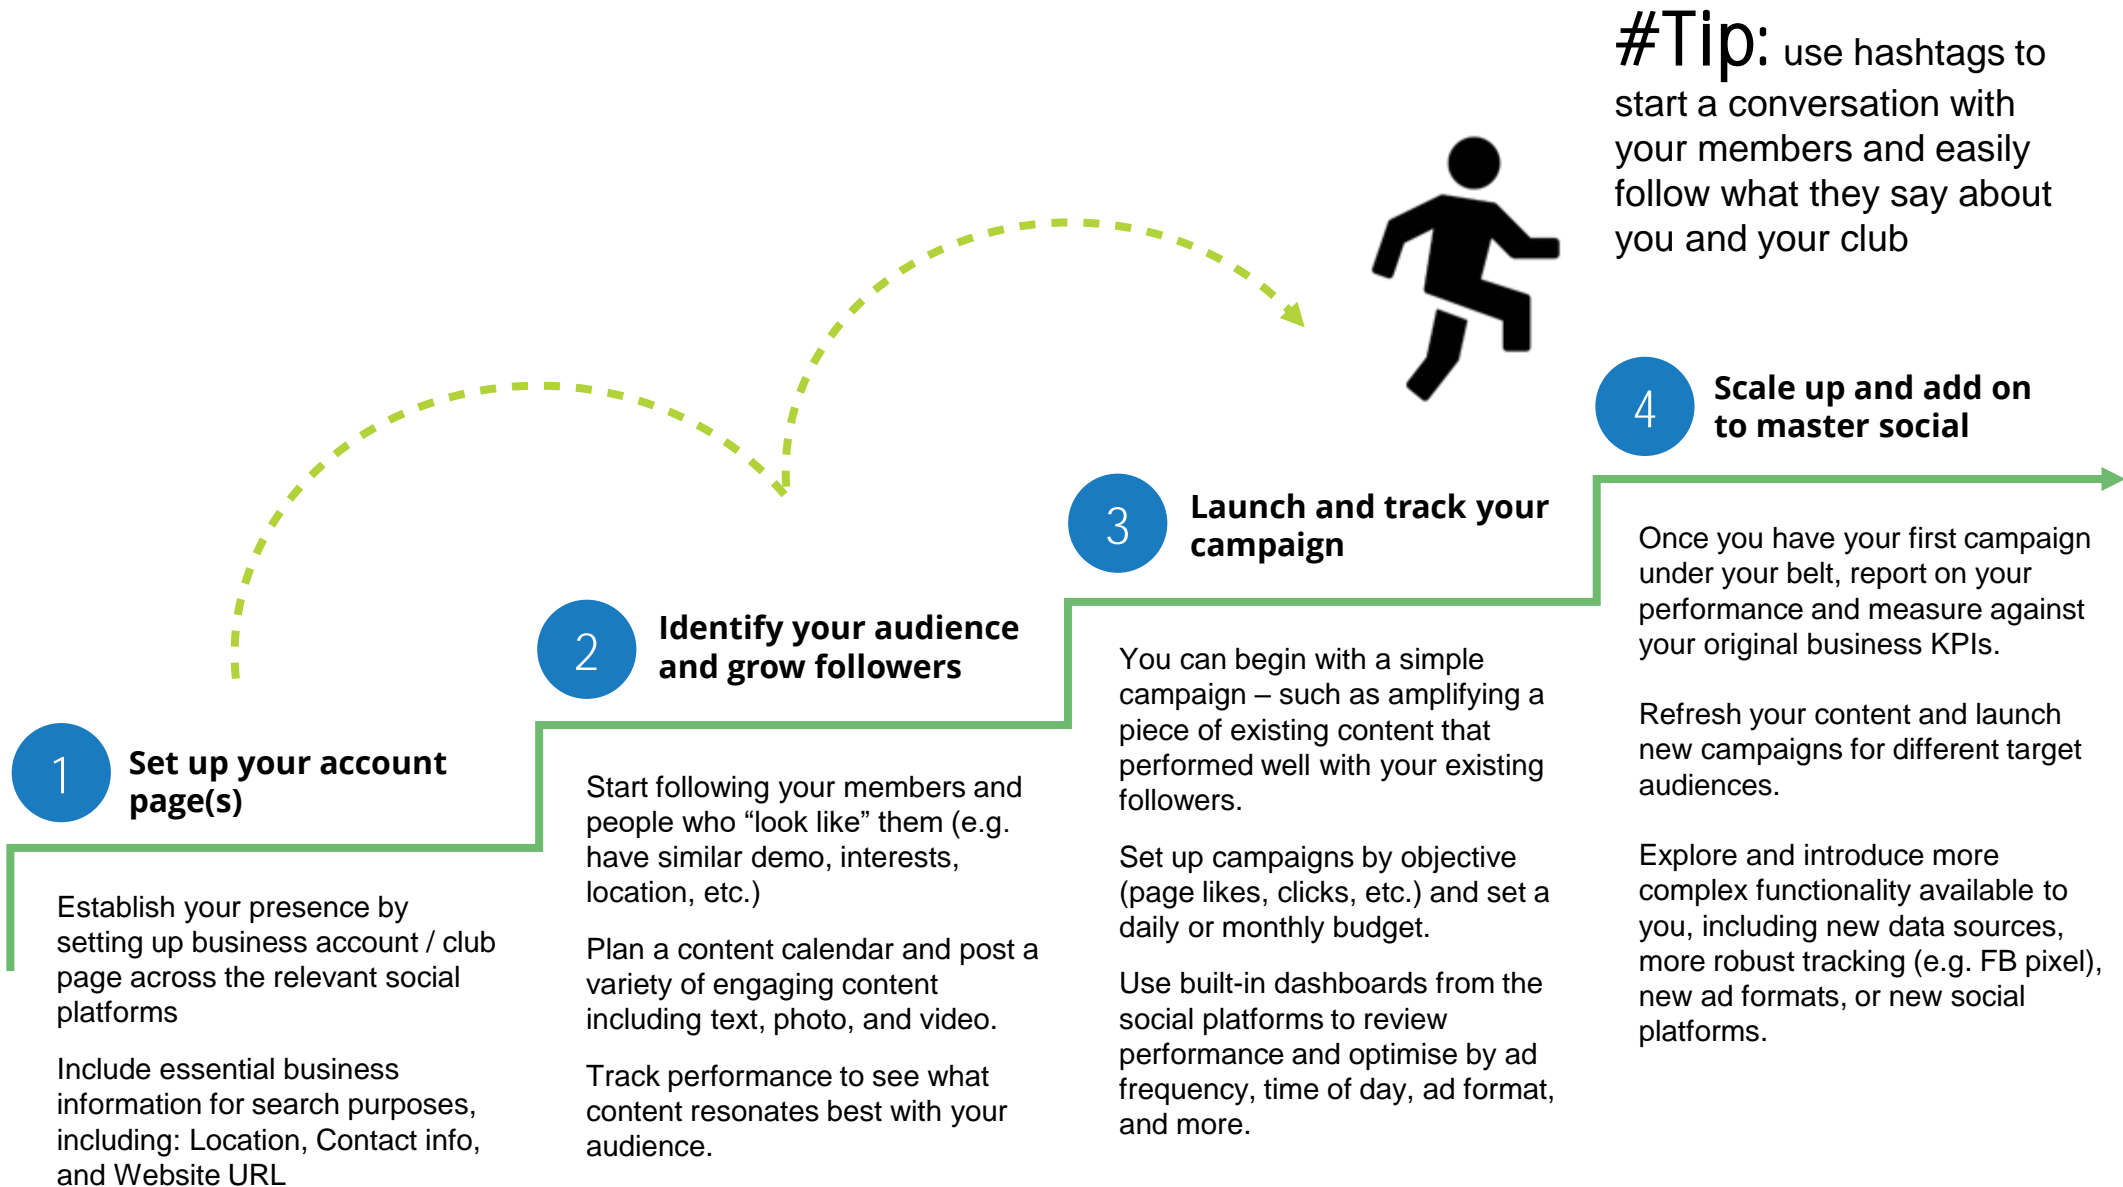 #Tip: use hashtags to
start a conversation with
your members and easily
follow what they say about
you and your club
1
Set up your account
page(s)
Establish your presence by
setting up business account / club
page across the relevant social
platforms
Include essential business
information for search purposes,
including: Location, Contact info,
and Website URL
2
Identify your audience
and grow followers
Start following your members and
people who “look like” them (e.g.
have similar demo, interests,
location, etc.)
Plan a content calendar and post a
variety of engaging content
including text, photo, and video.
Track performance to see what
content resonates best with your
audience.
3
Launch and track your
campaign
You can begin with a simple
campaign – such as amplifying a
piece of existing content that
performed well with your existing
followers.
Set up campaigns by objective
(page likes, clicks, etc.) and set a
daily or monthly budget.
Use built-in dashboards from the
social platforms to review
performance and optimise by ad
frequency, time of day, ad format,
and more.
4
Scale up and add on
to master social
Once you have your first campaign
under your belt, report on your
performance and measure against
your original business KPIs.
Refresh your content and launch
new campaigns for different target
audiences.
Explore and introduce more
complex functionality available to
you, including new data sources,
more robust tracking (e.g. FB pixel),
new ad formats, or new social
platforms.